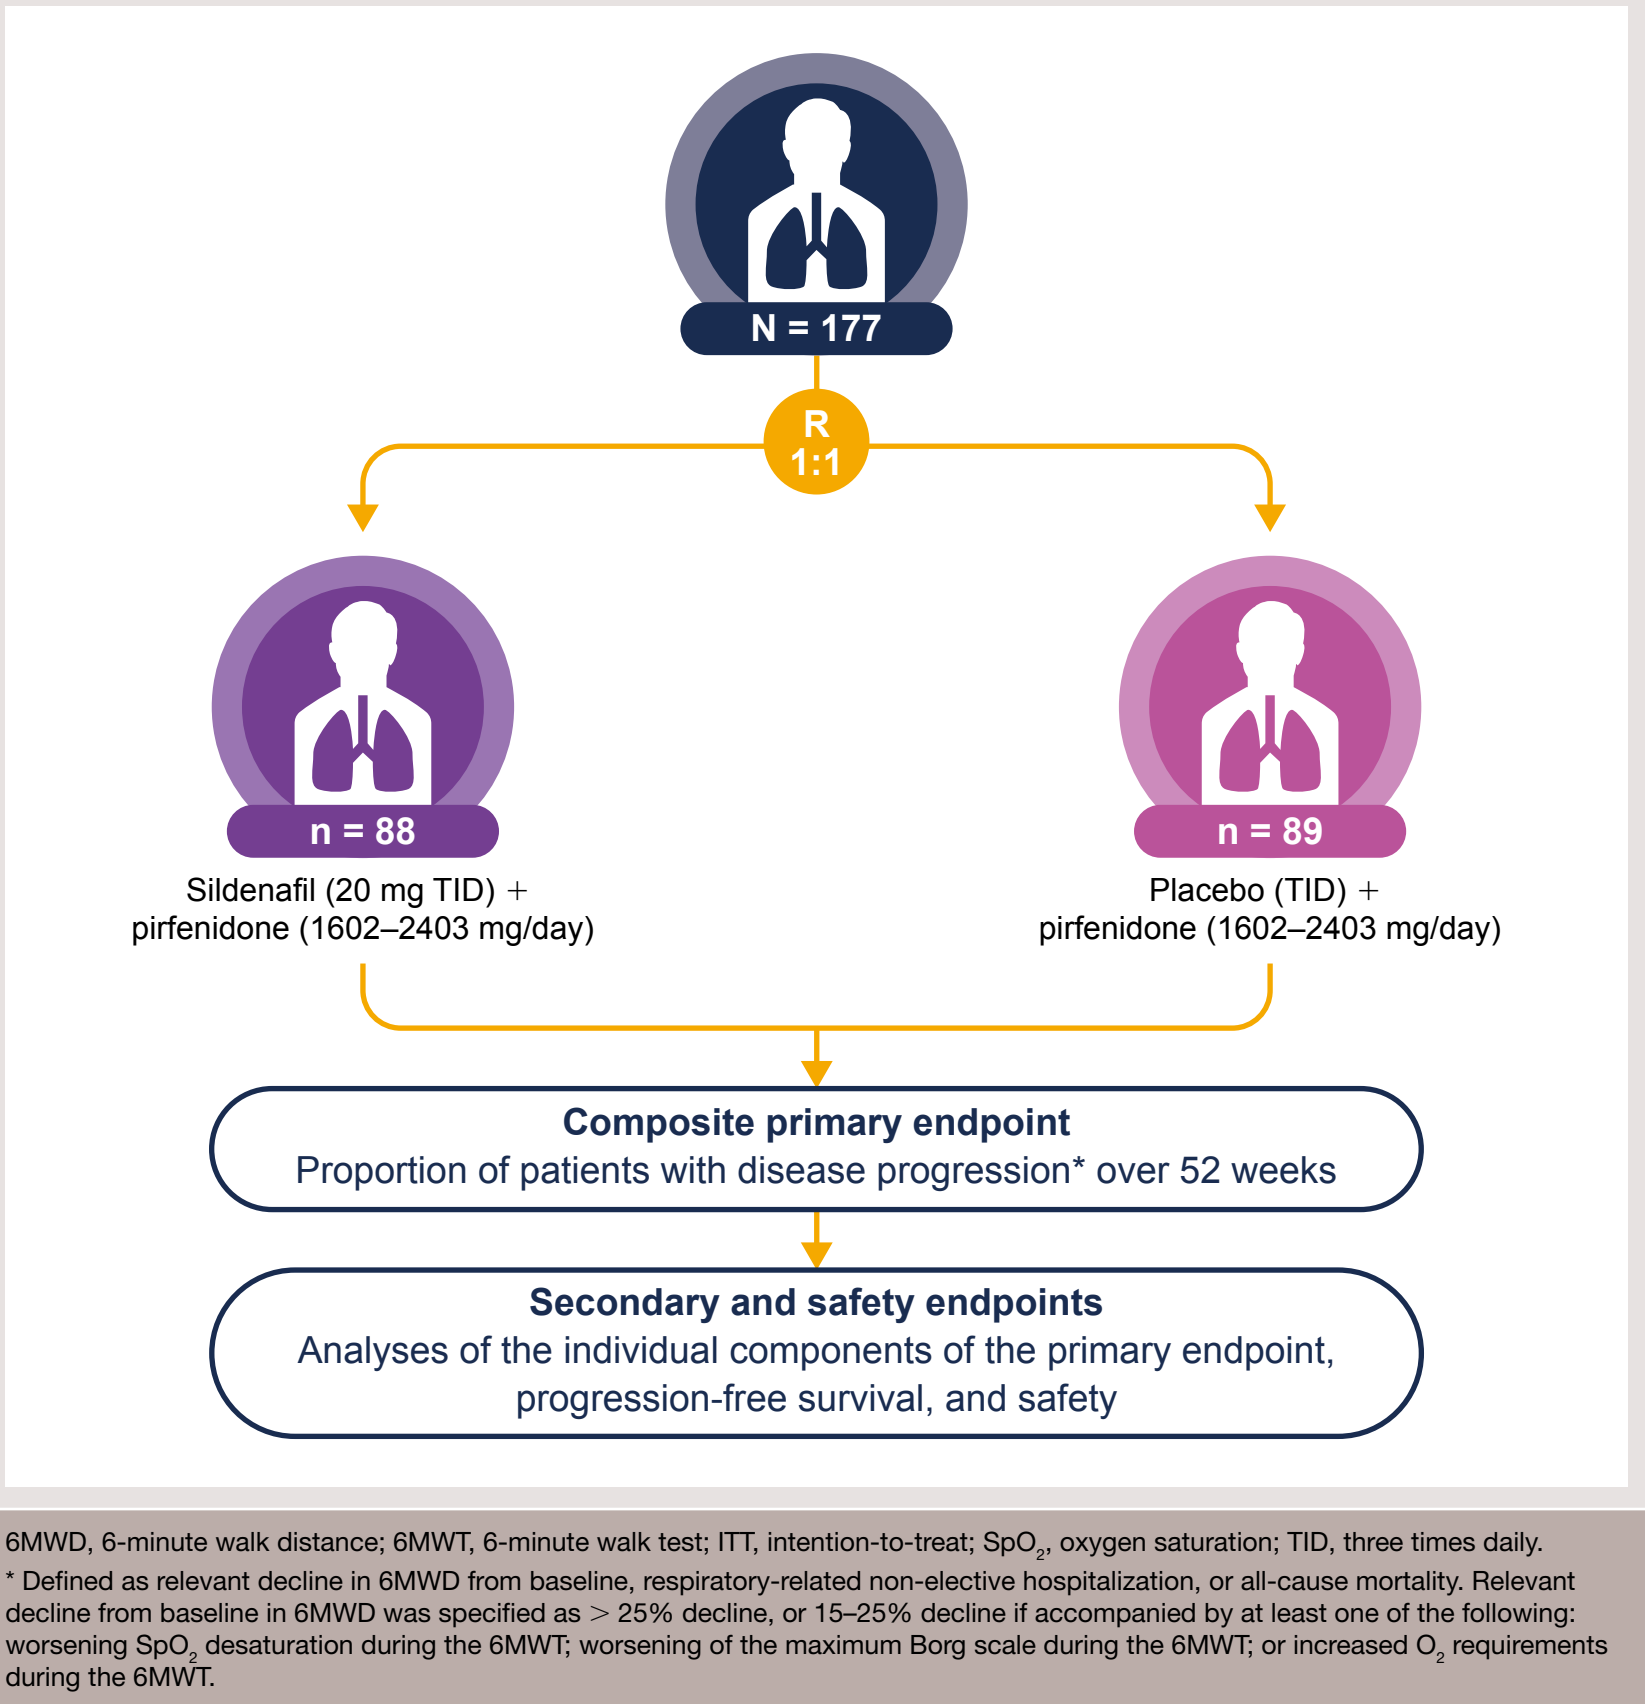 N = 177
R
1:1
n = 88
n = 89
Sildenafil (20 mg TID) +
pirfenidone (1602–2403 mg/day)
Placebo (TID) +
pirfenidone (1602–2403 mg/day)
Composite primary endpoint
Proportion of patients with disease progression* over 52 weeks
Secondary and safety endpoints
Analyses of the individual components of the primary endpoint,
progression-free survival, and safety
6MWD, 6-minute walk distance; 6MWT, 6-minute walk test; ITT, intention-to-treat; SpO₂, oxygen saturation; TID, three times daily.
* Defined as relevant decline in 6MWD from baseline, respiratory-related non-elective hospitalization, or all-cause mortality. Relevant
decline from baseline in 6MWD was specified as > 25% decline, or 15–25% decline if accompanied by at least one of the following:
worsening SpO₂ desaturation during the 6MWT; worsening of the maximum Borg scale during the 6MWT; or increased O₂ requirements
during the 6MWT.